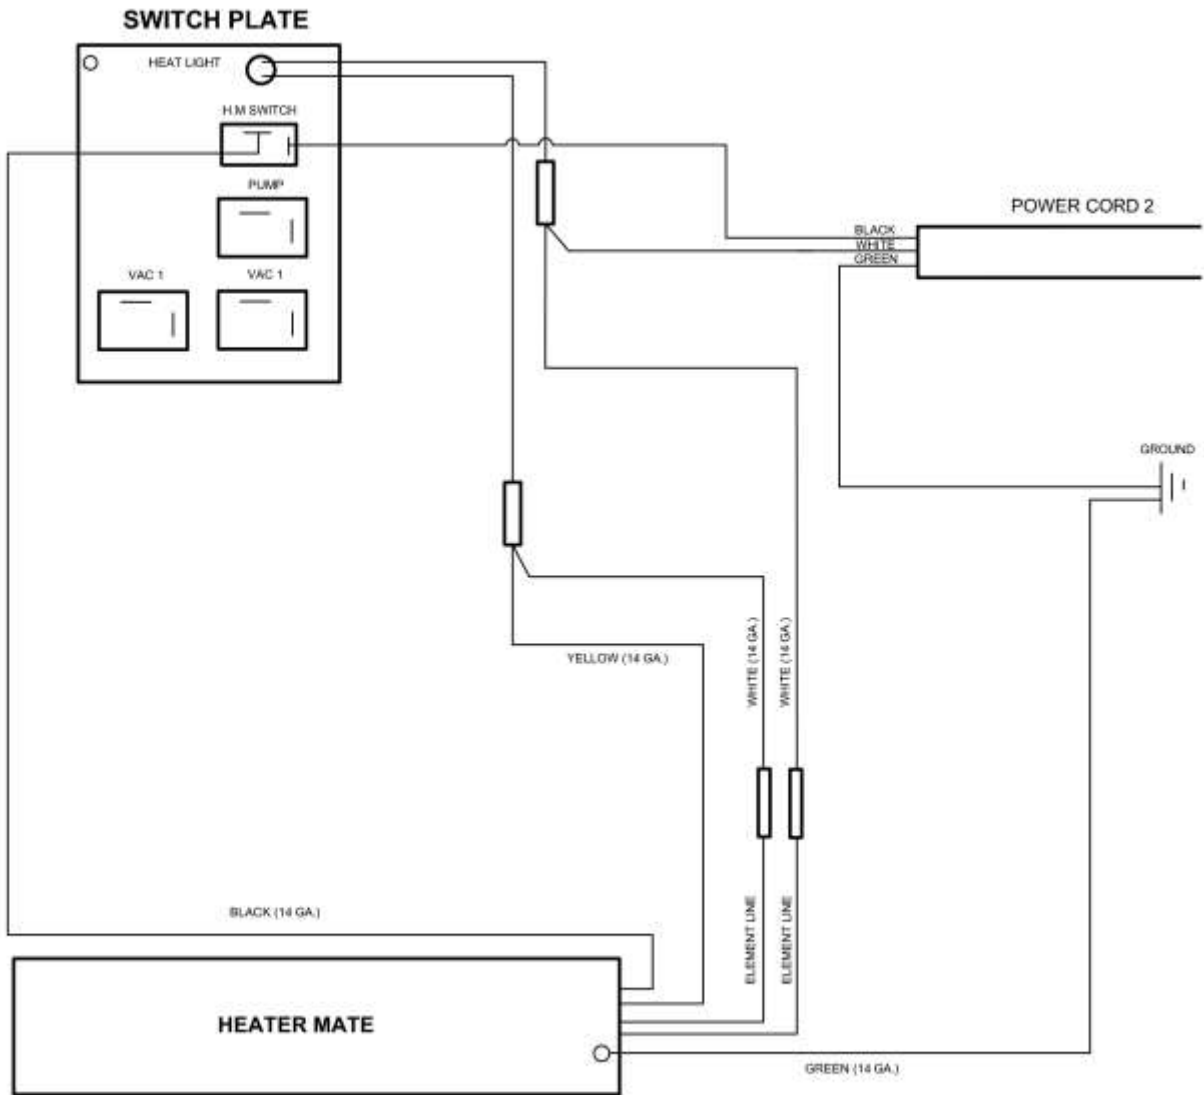 SWITCH PLATE
HEAT LIGHT
H.M SWITCH
PUMP
VAC 1
VAC 1
POWER CORD 2
BLACK
WHITE
GREEN
GROUND
YELLOW (14 GA.)
WHITE (14 GA.)
WHITE (14 GA.)
ELEMENT LINE
ELEMENT LINE
BLACK (14 GA.)
HEATER MATE
GREEN (14 GA.)